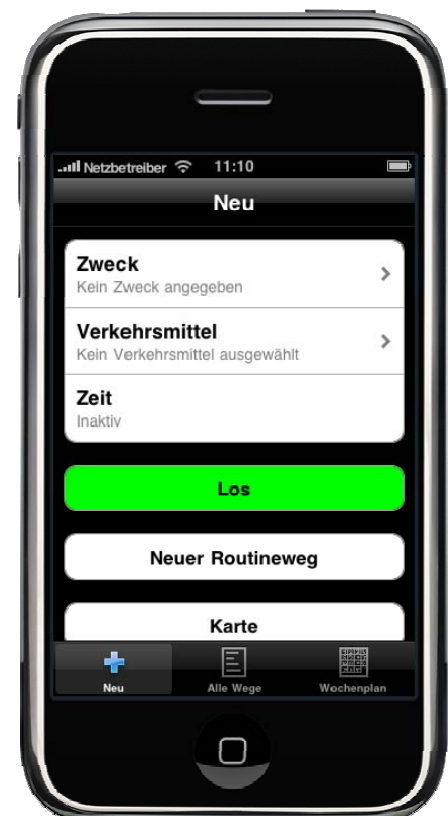 Netzbetreiber 11:10
Neu
Zweck
Kein Zweck angegeben
Verkehrsmittel
Kein Verkehrsmittel ausgewählt
Zeit
Inaktiv
Los
Neuer Routineweg
Karte
Neu Alle Wege Wochenplan